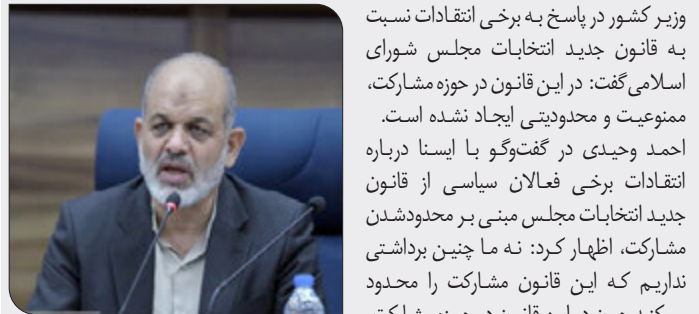 وزیر کشور در پاسخ به برخی انتقادات نسبت
به قانون جدید انتخابات مجلس شورای
اسلامی گفت: در این قانون در حوزه مشارکت،
ممنوعیت و محدودیتی ایجاد نشده است.
احمد وحیدی در گفت‌وگو با ایسنا درباره
انتقادات برخی فعالان سیاسی از قانون
جدید انتخابات مجلس مبنی بر محدودشدن
مشارکت، اظهار کرد: نه ما چنین برداشتی
نداریم که این قانون مشارکت را محدود